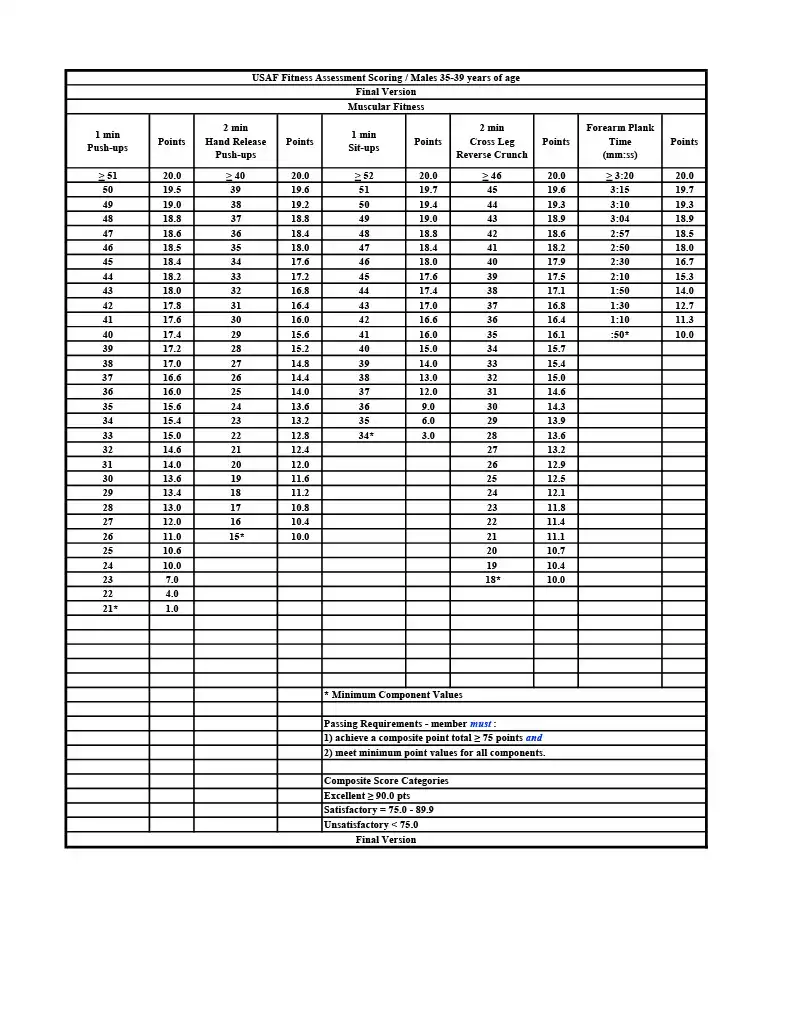 USAF Fitness Assessment Scoring / Males 35-39 years of age
Final Version
Muscular Fitness
1 min Push-ups Points 2 min Hand Release Push-ups Points 1 min Sit-ups Points 2 min Cross Leg Reverse Crunch Points Forearm Plank Time (mm:ss) Points
≥ 51 20.0 ≥ 40 20.0 ≥ 52 20.0 ≥ 46 20.0 ≥ 3:20 20.0
50 19.5 39 19.6 51 19.7 45 19.6 3:15 19.7
49 19.0 38 19.2 50 19.4 44 19.3 3:10 19.3
48 18.8 37 18.8 49 19.0 43 18.9 3:04 18.9
47 18.6 36 18.4 48 18.8 42 18.6 2:57 18.5
46 18.5 35 18.0 47 18.4 41 18.2 2:50 18.0
45 18.4 34 17.6 46 18.0 40 17.9 2:30 16.7
44 18.2 33 17.2 45 17.6 39 17.5 2:10 15.3
43 18.0 32 16.8 44 17.4 38 17.1 1:50 14.0
42 17.8 31 16.4 43 17.0 37 16.8 1:30 12.7
41 17.6 30 16.0 42 16.6 36 16.4 1:10 11.3
40 17.4 29 15.6 41 16.0 35 16.1 :50* 10.0
39 17.2 28 15.2 40 15.0 34 15.7
38 17.0 27 14.8 39 14.0 33 15.4
37 16.6 26 14.4 38 13.0 32 15.0
36 16.0 25 14.0 37 12.0 31 14.6
35 15.6 24 13.6 36 9.0 30 14.3
34 15.4 23 13.2 35 6.0 29 13.9
33 15.0 22 12.8 34* 3.0 28 13.6
32 14.6 21 12.4 27 13.2
31 14.0 20 12.0 26 12.9
30 13.6 19 11.6 25 12.5
29 13.4 18 11.2 24 12.1
28 13.0 17 10.8 23 11.8
27 12.0 16 10.4 22 11.4
26 11.0 15* 10.0 21 11.1
25 10.6 20 10.7
24 10.0 19 10.4
23 7.0 18* 10.0
22 4.0
21* 1.0
* Minimum Component Values
Passing Requirements - member must :
1) achieve a composite point total ≥ 75 points and
2) meet minimum point values for all components.
Composite Score Categories
Excellent ≥ 90.0 pts
Satisfactory = 75.0 - 89.9
Unsatisfactory < 75.0
Final Version